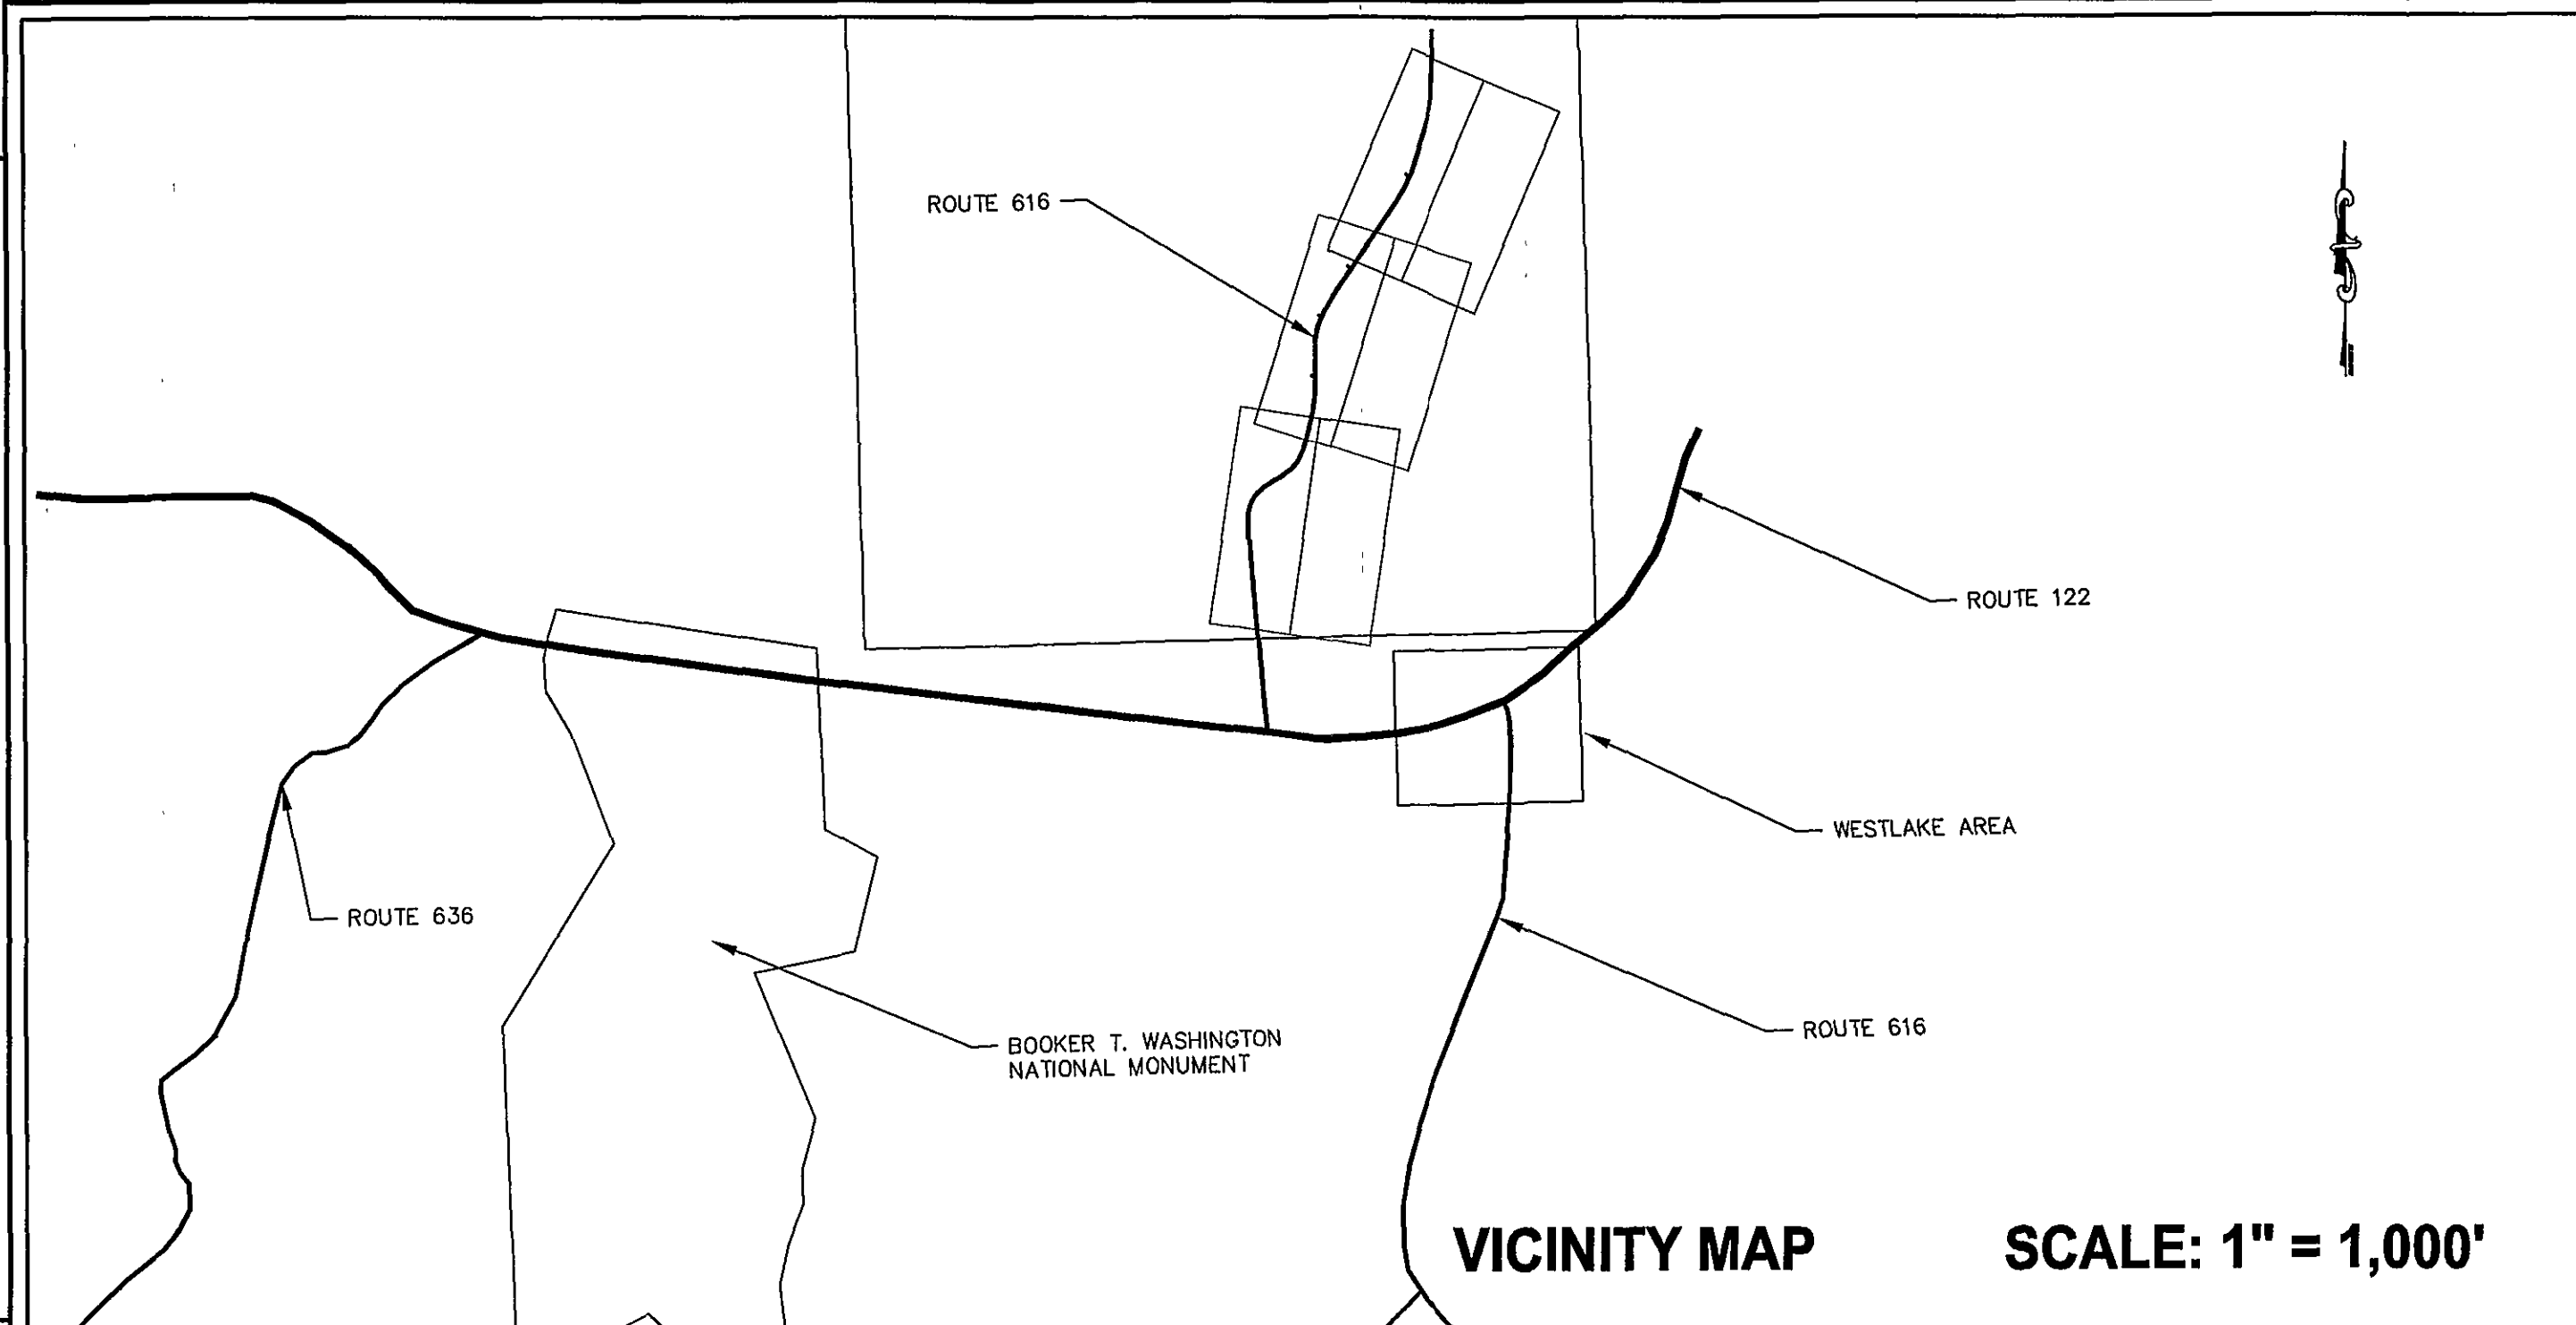 ROUTE 616
ROUTE 122
WESTLAKE AREA
ROUTE 636
ROUTE 616
BOOKER T. WASHINGTON
NATIONAL MONUMENT
VICINITY MAP
SCALE: 1" = 1,000'